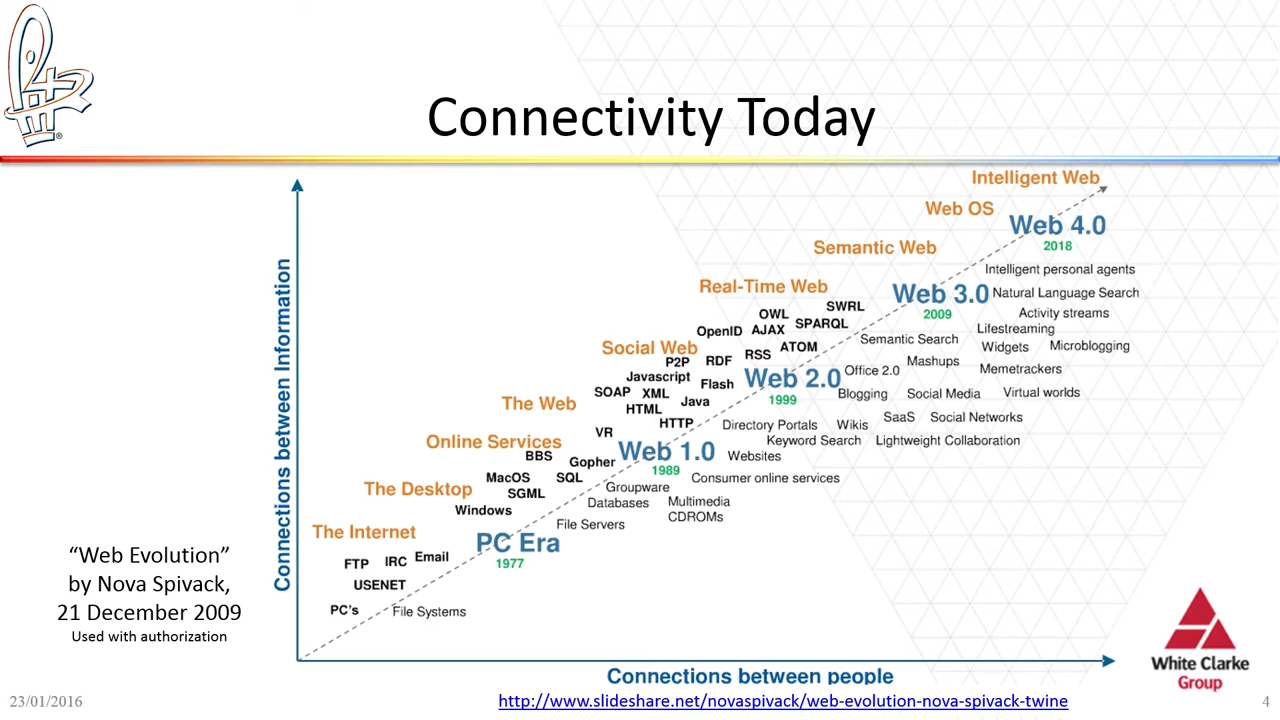 Connectivity Today
®
Intelligent Web
Web OS
Web 4.0
2018
Semantic Web
Intelligent personal agents
Real-Time Web
Web 3.0
2009
Natural Language Search
SWRL
OWL
SPARQL
Activity streams
OpenID
AJAX
Lifestreaming
Semantic Search
Social Web
ATOM
Widgets
Microblogging
P2P
RDF
RSS
Mashups
Javascript
Flash
Web 2.0
1999
Office 2.0
Memetrackers
SOAP
XML
Java
Blogging
Social Media
Virtual worlds
The Web
HTML
HTTP
SaaS
Social Networks
VR
Directory Portals
Wikis
Online Services
Keyword Search
Lightweight Collaboration
BBS
Gopher
Web 1.0
1989
Websites
MacOS
SQL
Consumer online services
The Desktop
SGML
Groupware
Windows
Databases
Multimedia
CDROMs
File Servers
The Internet
PC Era
1977
FTP
IRC
Email
USENET
PC's
File Systems
Connections between Information
Connections between people
“Web Evolution”
by Nova Spivack,
21 December 2009
Used with authorization
White Clarke
Group
23/01/2016
http://www.slideshare.net/novaspivack/web-evolution-nova-spivack-twine
4